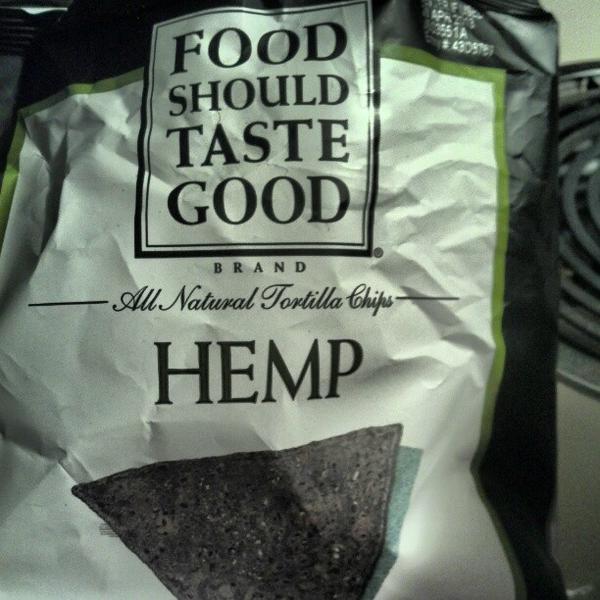 FOOD
SHOULD
TASTE
GOOD
BRAND
All Natural Tortilla Chips
HEMP